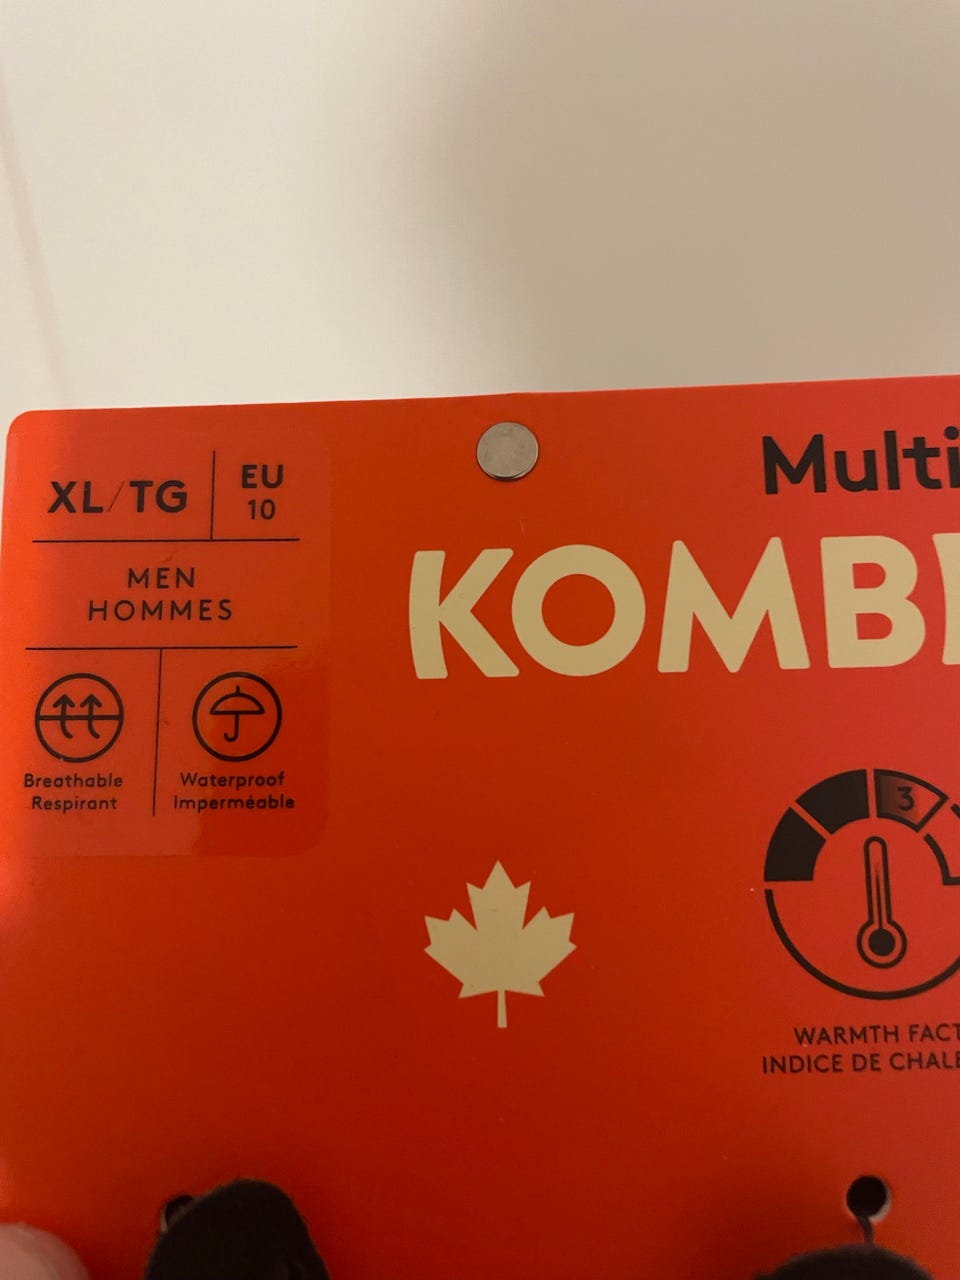 XL/TG
EU
10
MEN
HOMMES
Breathable
Respirant
Waterproof
Imperméable
Multi
KOMB
3
WARMTH FACT
INDICE DE CHALE